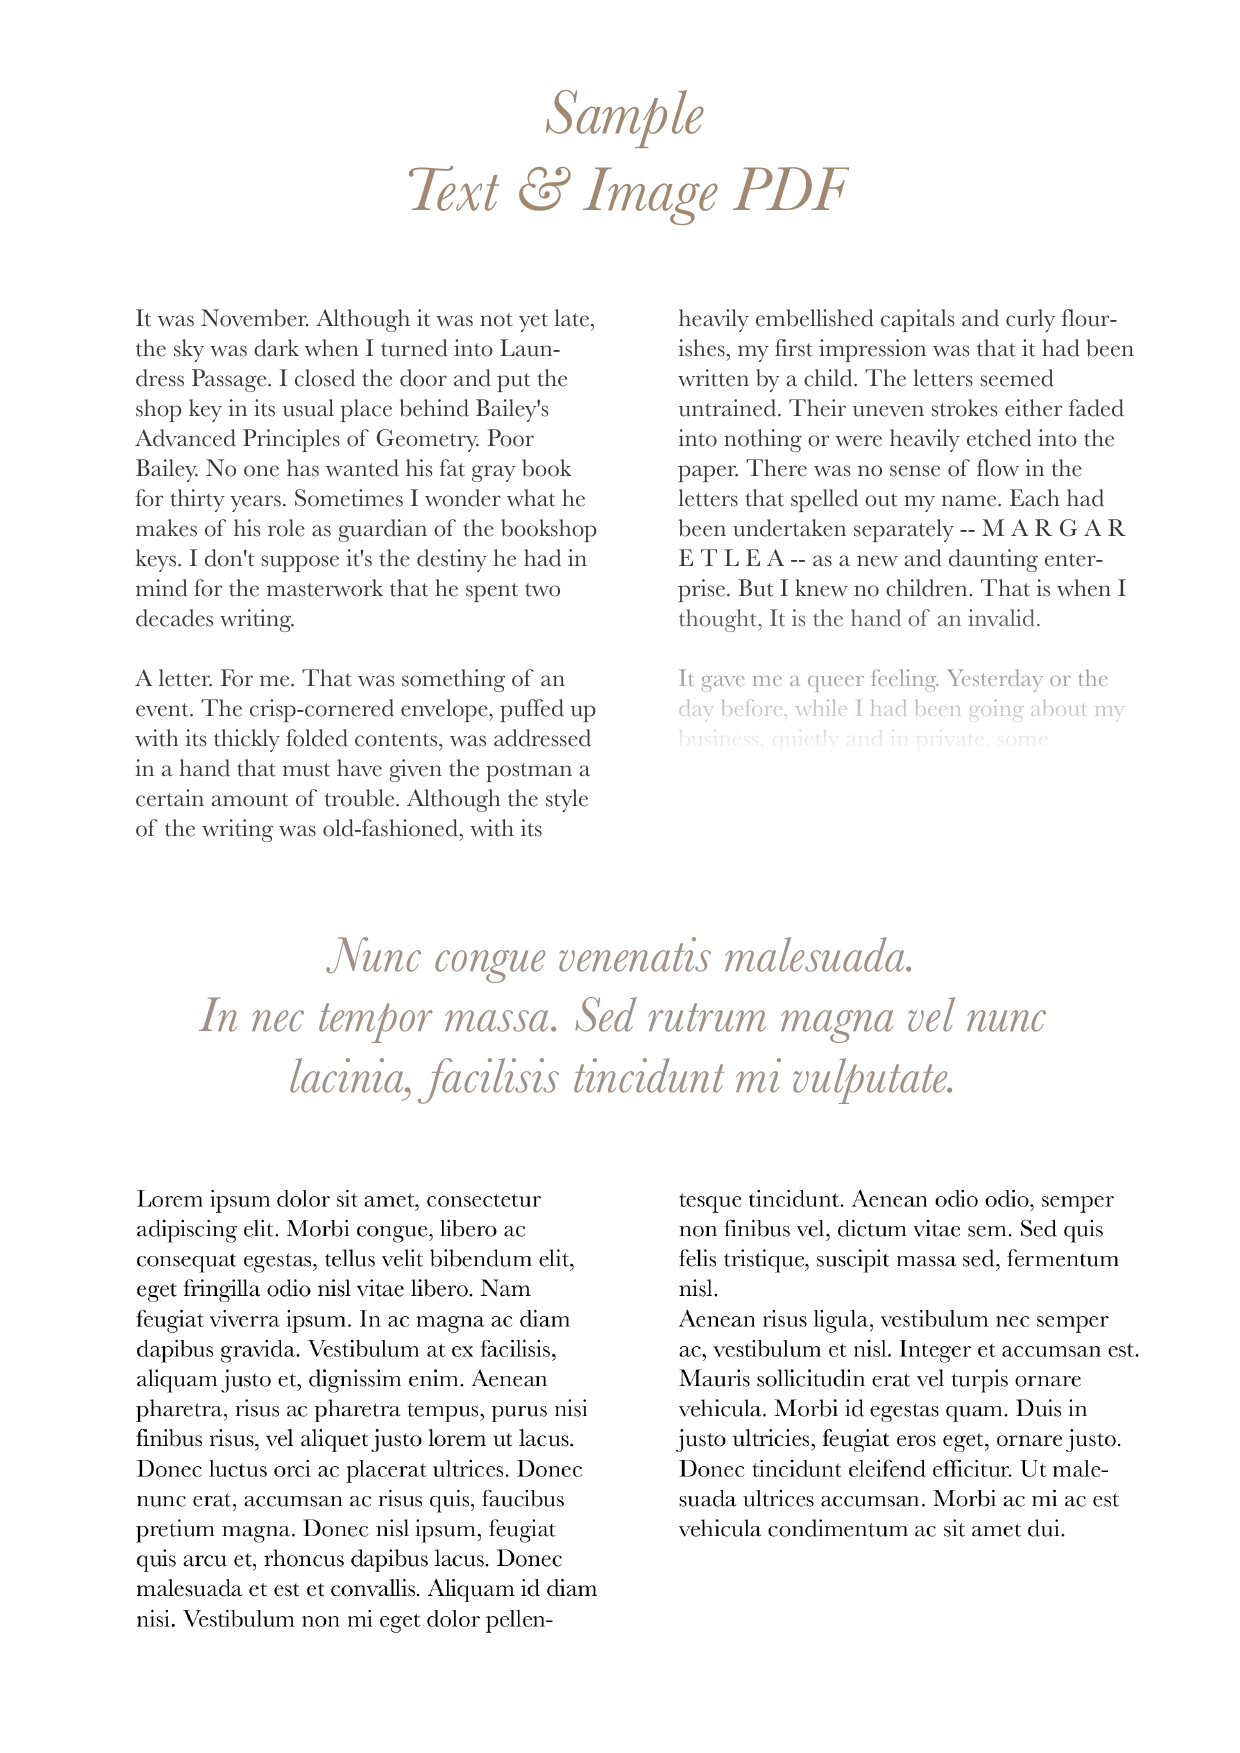 Sample
Text & Image PDF
It was November. Although it was not yet late,
the sky was dark when I turned into Laun-
dress Passage. I closed the door and put the
shop key in its usual place behind Bailey's
Advanced Principles of Geometry. Poor
Bailey. No one has wanted his fat gray book
for thirty years. Sometimes I wonder what he
makes of his role as guardian of the bookshop
keys. I don't suppose it's the destiny he had in
mind for the masterwork that he spent two
decades writing.
A letter. For me. That was something of an
event. The crisp-cornered envelope, puffed up
with its thickly folded contents, was addressed
in a hand that must have given the postman a
certain amount of trouble. Although the style
of the writing was old-fashioned, with its
heavily embellished capitals and curly flour-
ishes, my first impression was that it had been
written by a child. The letters seemed
untrained. Their uneven strokes either faded
into nothing or were heavily etched into the
paper. There was no sense of flow in the
letters that spelled out my name. Each had
been undertaken separately -- M A R G A R
E T L E A -- as a new and daunting enter-
prise. But I knew no children. That is when I
thought, It is the hand of an invalid.
It gave me a queer feeling. Yesterday or the
day before, while I had been going about my
business, quietly and in private, some
Nunc congue venenatis malesuada.
In nec tempor massa. Sed rutrum magna vel nunc
lacinia, facilisis tincidunt mi vulputate.
Lorem ipsum dolor sit amet, consectetur
adipiscing elit. Morbi congue, libero ac
consequat egestas, tellus velit bibendum elit,
eget fringilla odio nisl vitae libero. Nam
feugiat viverra ipsum. In ac magna ac diam
dapibus gravida. Vestibulum at ex facilisis,
aliquam justo et, dignissim enim. Aenean
pharetra, risus ac pharetra tempus, purus nisi
finibus risus, vel aliquet justo lorem ut lacus.
Donec luctus orci ac placerat ultrices. Donec
nunc erat, accumsan ac risus quis, faucibus
pretium magna. Donec nisl ipsum, feugiat
quis arcu et, rhoncus dapibus lacus. Donec
malesuada et est et convallis. Aliquam id diam
nisi. Vestibulum non mi eget dolor pellen-
tesque tincidunt. Aenean odio odio, semper
non finibus vel, dictum vitae sem. Sed quis
felis tristique, suscipit massa sed, fermentum
nisl.
Aenean risus ligula, vestibulum nec semper
ac, vestibulum et nisl. Integer et accumsan est.
Mauris sollicitudin erat vel turpis ornare
vehicula. Morbi id egestas quam. Duis in
justo ultricies, feugiat eros eget, ornare justo.
Donec tincidunt eleifend efficitur. Ut male-
suada ultrices accumsan. Morbi ac mi ac est
vehicula condimentum ac sit amet dui.